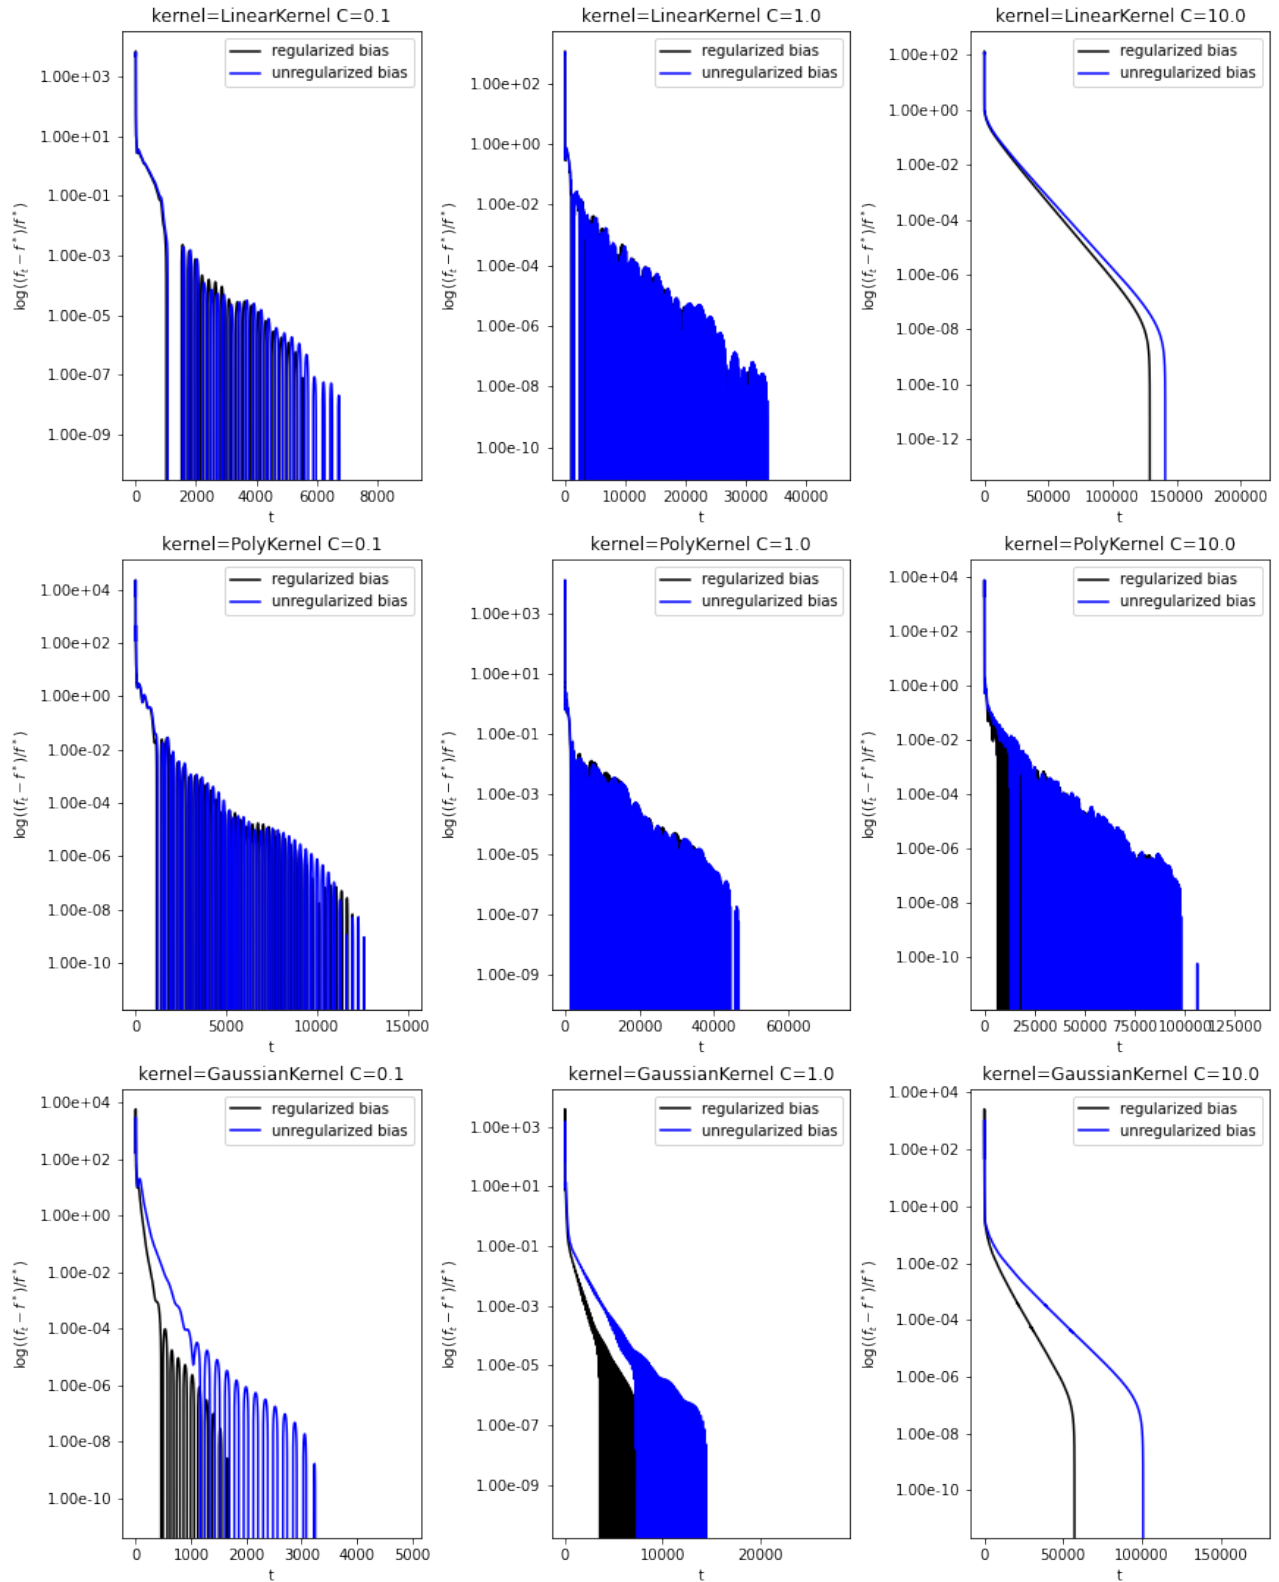 kernel=LinearKernel C=0.1
regularized bias
unregularized bias
1.00e+03
1.00e+01
1.00e-01
1.00e-03
1.00e-05
1.00e-07
1.00e-09
log((f_t − f*)/f*)
0 2000 4000 6000 8000
t
kernel=LinearKernel C=1.0
regularized bias
unregularized bias
1.00e+02
1.00e+00
1.00e-02
1.00e-04
1.00e-06
1.00e-08
1.00e-10
log((f_t − f*)/f*)
0 10000 20000 30000 40000
t
kernel=LinearKernel C=10.0
regularized bias
unregularized bias
1.00e+02
1.00e+00
1.00e-02
1.00e-04
1.00e-06
1.00e-08
1.00e-10
1.00e-12
log((f_t − f*)/f*)
0 50000 100000 150000 200000
t
kernel=PolyKernel C=0.1
regularized bias
unregularized bias
1.00e+04
1.00e+02
1.00e+00
1.00e-02
1.00e-04
1.00e-06
1.00e-08
1.00e-10
log((f_t − f*)/f*)
0 5000 10000 15000
t
kernel=PolyKernel C=1.0
regularized bias
unregularized bias
1.00e+03
1.00e+01
1.00e-01
1.00e-03
1.00e-05
1.00e-07
1.00e-09
log((f_t − f*)/f*)
0 20000 40000 60000
t
kernel=PolyKernel C=10.0
regularized bias
unregularized bias
1.00e+04
1.00e+02
1.00e+00
1.00e-02
1.00e-04
1.00e-06
1.00e-08
1.00e-10
log((f_t − f*)/f*)
0 25000 50000 75000 100000 125000
t
kernel=GaussianKernel C=0.1
regularized bias
unregularized bias
1.00e+04
1.00e+02
1.00e+00
1.00e-02
1.00e-04
1.00e-06
1.00e-08
1.00e-10
log((f_t − f*)/f*)
0 1000 2000 3000 4000 5000
t
kernel=GaussianKernel C=1.0
regularized bias
unregularized bias
1.00e+03
1.00e+01
1.00e-01
1.00e-03
1.00e-05
1.00e-07
1.00e-09
log((f_t − f*)/f*)
0 10000 20000
t
kernel=GaussianKernel C=10.0
regularized bias
unregularized bias
1.00e+04
1.00e+02
1.00e+00
1.00e-02
1.00e-04
1.00e-06
1.00e-08
1.00e-10
log((f_t − f*)/f*)
0 50000 100000 150000
t